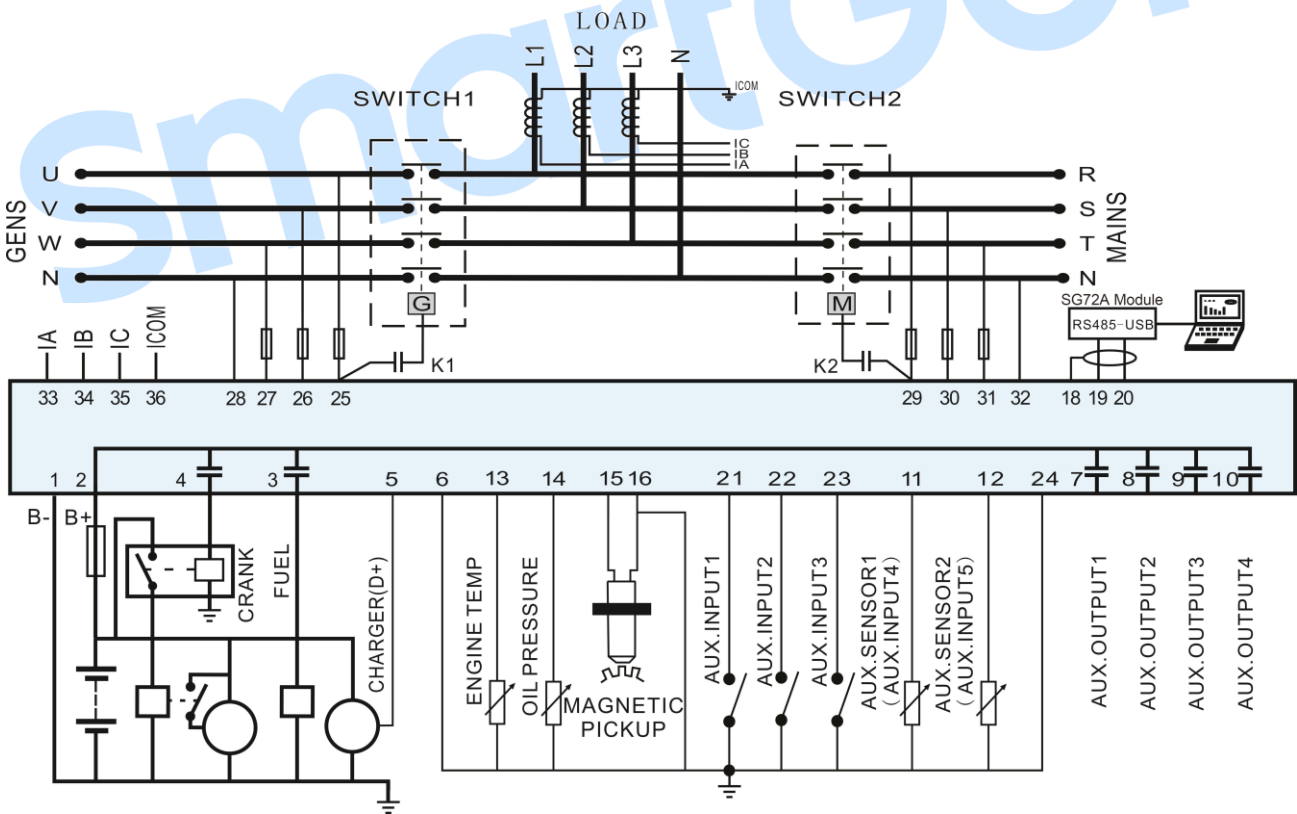 smartGen
LOAD
L1
L2
L3
N
ICOM
SWITCH1
SWITCH2
IC
IB
IA
GENS
U
V
W
N
R
S
T
N
MAINS
G
M
SG72A Module
RS485-USB
IA
IB
IC
ICOM
K1
K2
33 34 35 36 28 27 26 25 29 30 31 32 18 19 20
1 2 4 3 5 6 13 14 15 16 21 22 23 11 12 24 7 8 9 10
B-
B+
CRANK
FUEL
CHARGER(D+)
ENGINE TEMP
OIL PRESSURE
MAGNETIC
PICKUP
AUX.INPUT1
AUX.INPUT2
AUX.INPUT3
AUX.SENSOR1
(AUX.INPUT4)
AUX.SENSOR2
(AUX.INPUT5)
AUX.OUTPUT1
AUX.OUTPUT2
AUX.OUTPUT3
AUX.OUTPUT4